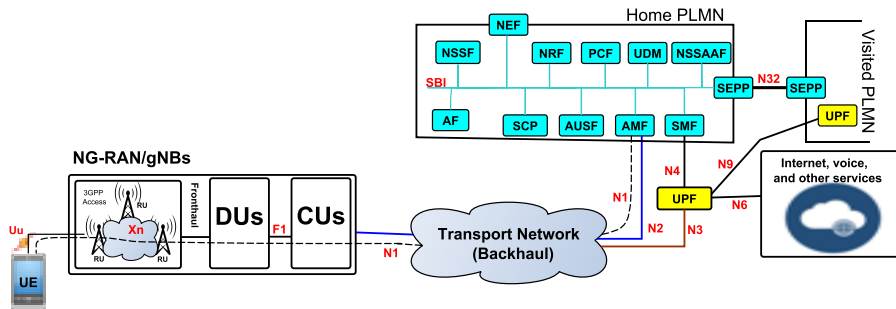 Home PLMN
NEF
NSSF
NRF
PCF
UDM
NSSAAF
SBI
SEPP
N32
SEPP
Visited PLMN
AF
SCP
AUSF
AMF
SMF
UPF
NG-RAN/gNBs
N4
N9
Internet, voice,
and other services
3GPP
Access
RU
Fronthaul
DUs
F1
CUs
N1
UPF
N6
Uu
Xn
RU
RU
N1
Transport Network
(Backhaul)
N2
N3
UE